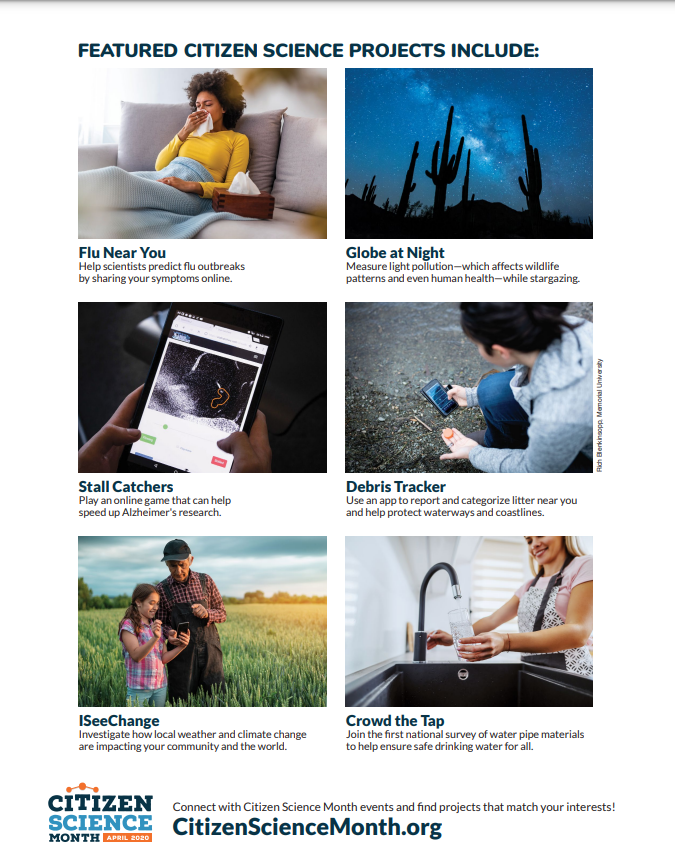 FEATURED CITIZEN SCIENCE PROJECTS INCLUDE:
Flu Near You
Help scientists predict flu outbreaks
by sharing your symptoms online.
Globe at Night
Measure light pollution—which affects wildlife
patterns and even human health—while stargazing.
Rich Blenkinsopp, Memorial University
Stall Catchers
Play an online game that can help
speed up Alzheimer's research.
Debris Tracker
Use an app to report and categorize litter near you
and help protect waterways and coastlines.
ISeeChange
Investigate how local weather and climate change
are impacting your community and the world.
Crowd the Tap
Join the first national survey of water pipe materials
to help ensure safe drinking water for all.
CITIZEN
SCIENCE
MONTH APRIL 2020
Connect with Citizen Science Month events and find projects that match your interests!
CitizenScienceMonth.org